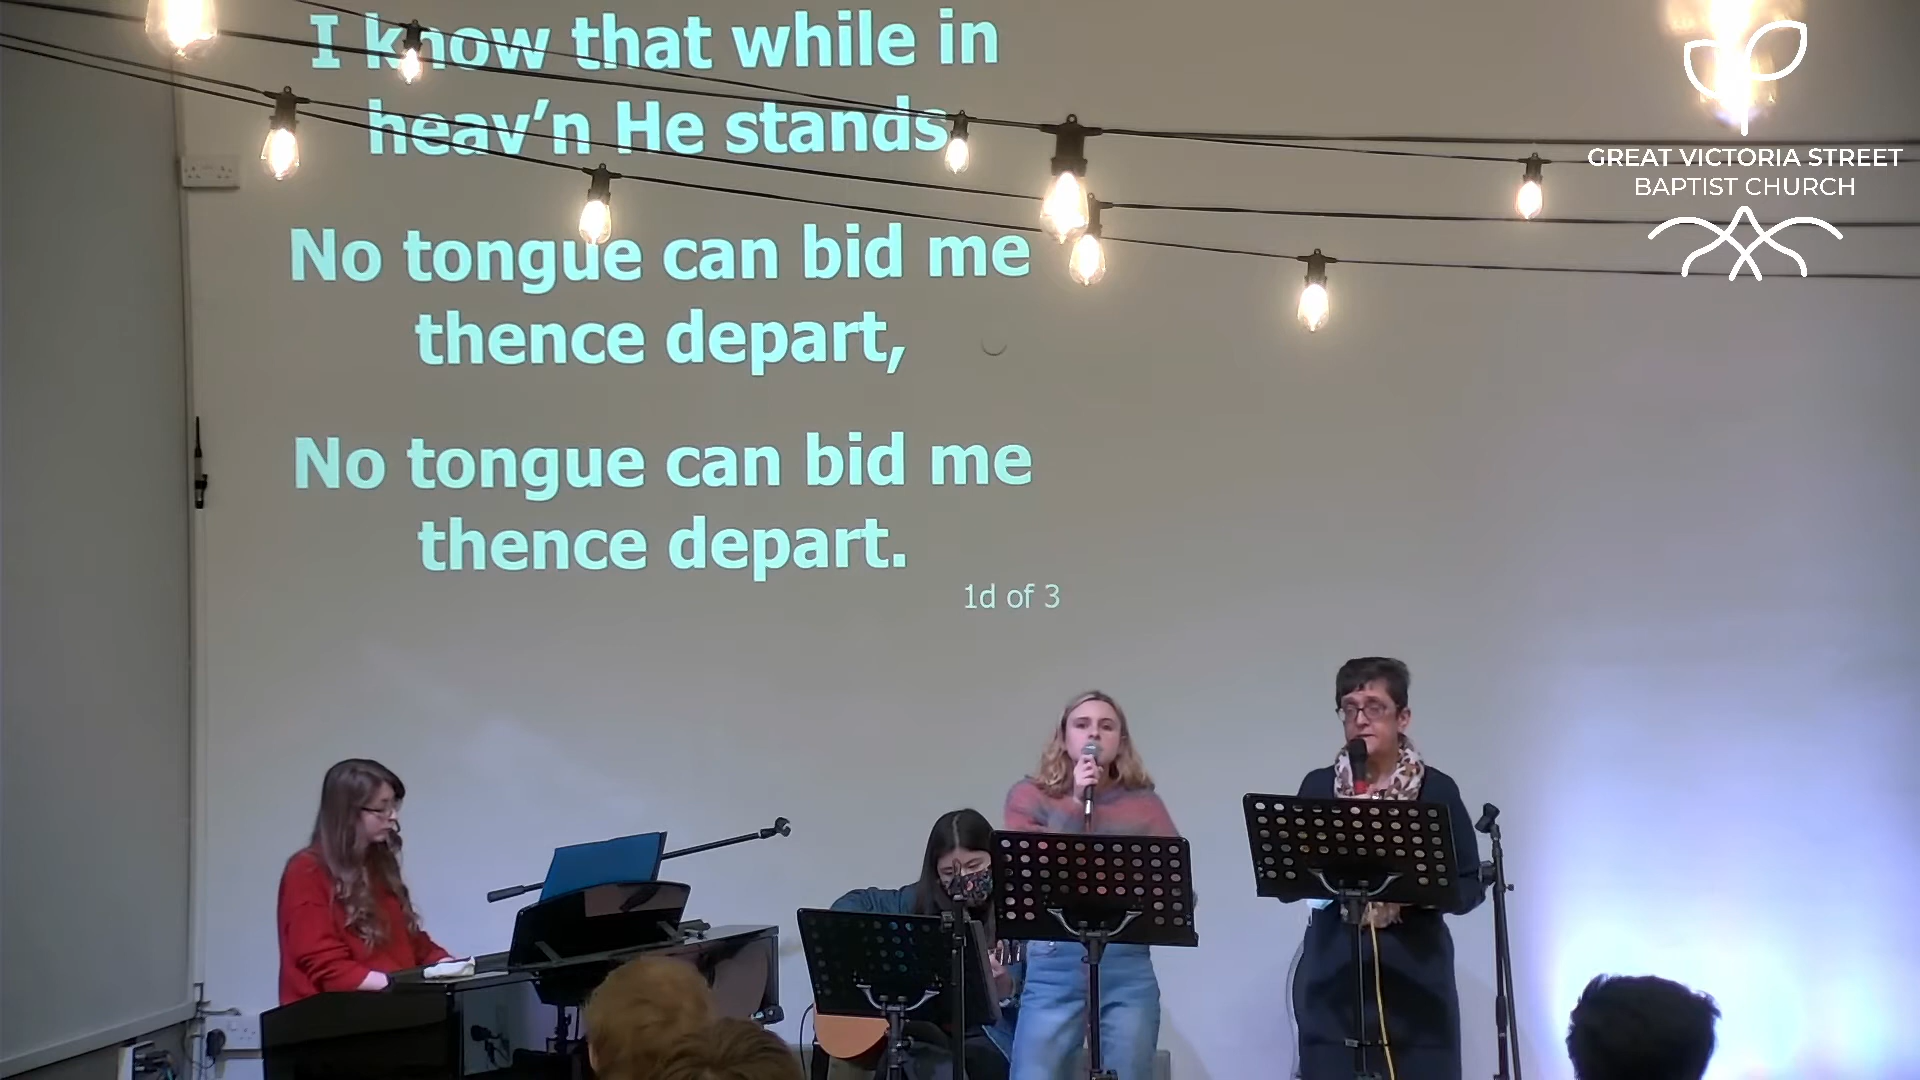 I know that while in
heav’n He stands
No tongue can bid me
thence depart,
No tongue can bid me
thence depart.
1d of 3
GREAT VICTORIA STREET
BAPTIST CHURCH